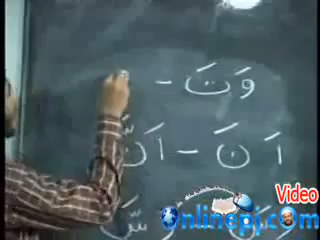 وَ تَ -
اَ نَ - اَنَّ
Video
Onlinepj.com